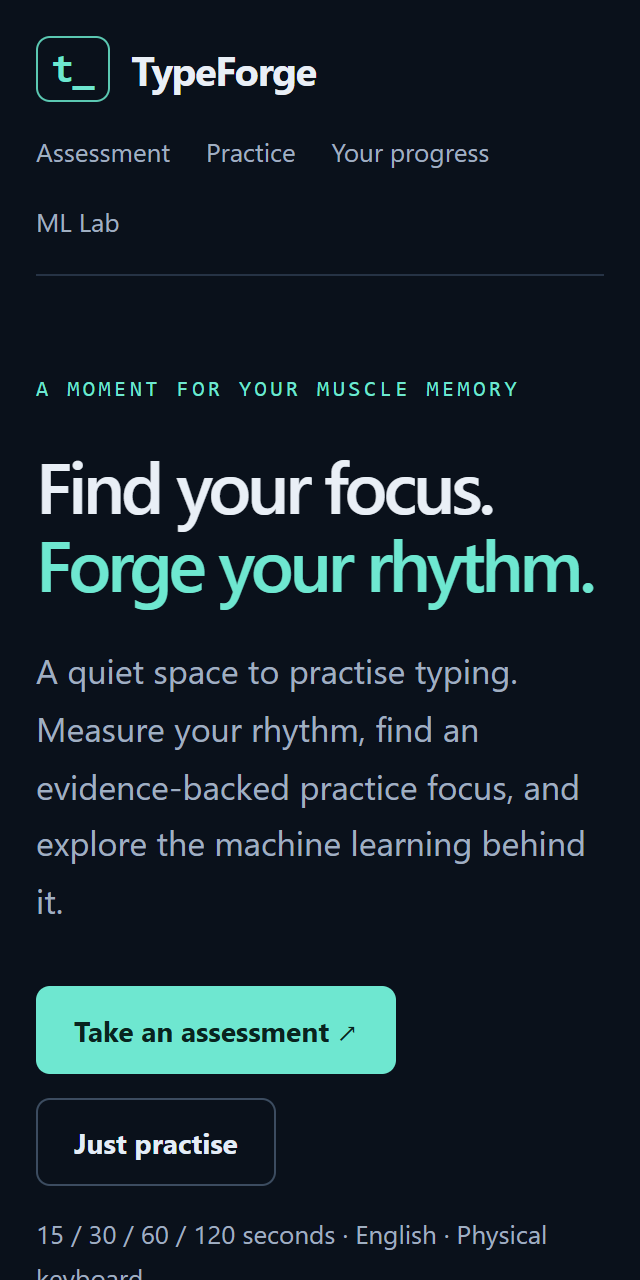 t_ TypeForge
Assessment Practice Your progress
ML Lab
A MOMENT FOR YOUR MUSCLE MEMORY
Find your focus.
Forge your rhythm.
A quiet space to practise typing.
Measure your rhythm, find an
evidence-backed practice focus, and
explore the machine learning behind
it.
Take an assessment ↗
Just practise
15 / 30 / 60 / 120 seconds · English · Physical
keyboard